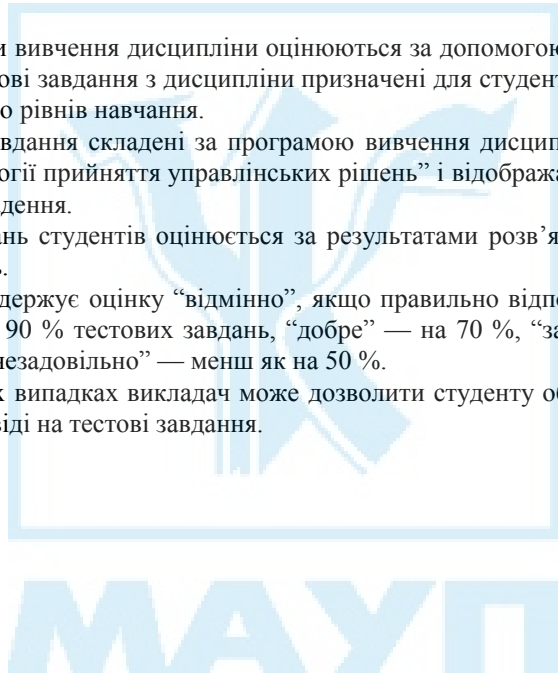 и вивчення дисципліни оцінюються за допомогою
ові завдання з дисципліни призначені для студент
о рівнів навчання.
вдання складені за програмою вивчення дисцип
огії прийняття управлінських рішень” і відобража
дення.
ань студентів оцінюється за результатами розв’я
держує оцінку “відмінно”, якщо правильно відпо
90 % тестових завдань, “добре” — на 70 %, “за
незадовільно” — менш як на 50 %.
х випадках викладач може дозволити студенту об
віді на тестові завдання.
МАУП